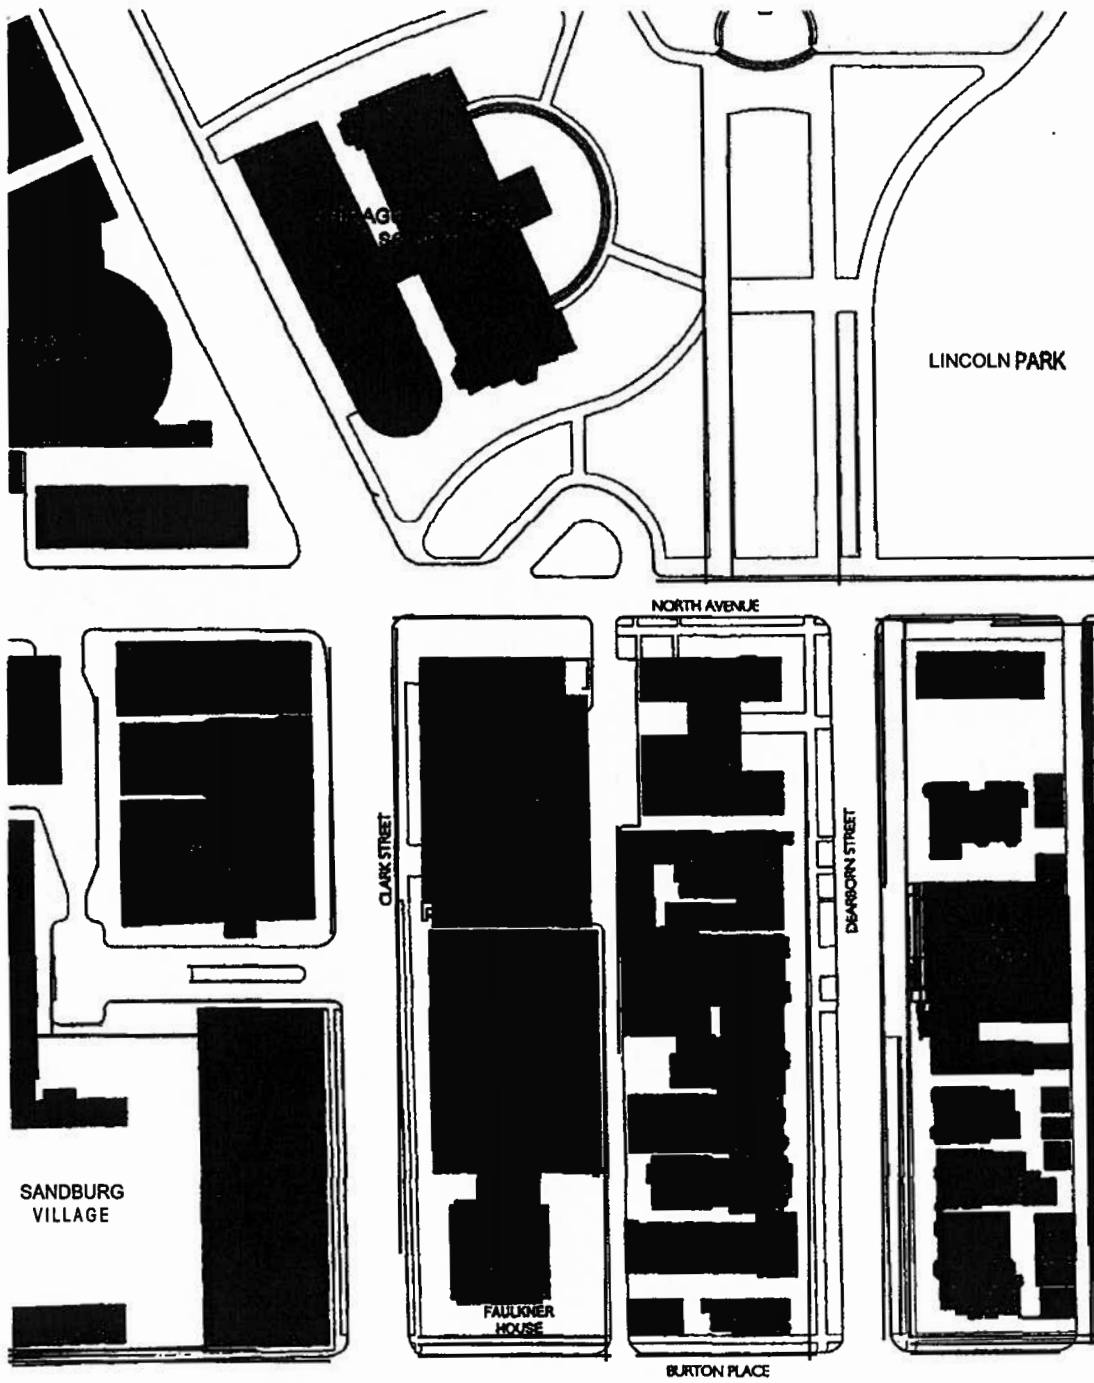 LINCOLN PARK
NORTH AVENUE
CLARK STREET
DEARBORN STREET
SANDBURG
VILLAGE
FAULKNER
HOUSE
BURTON PLACE